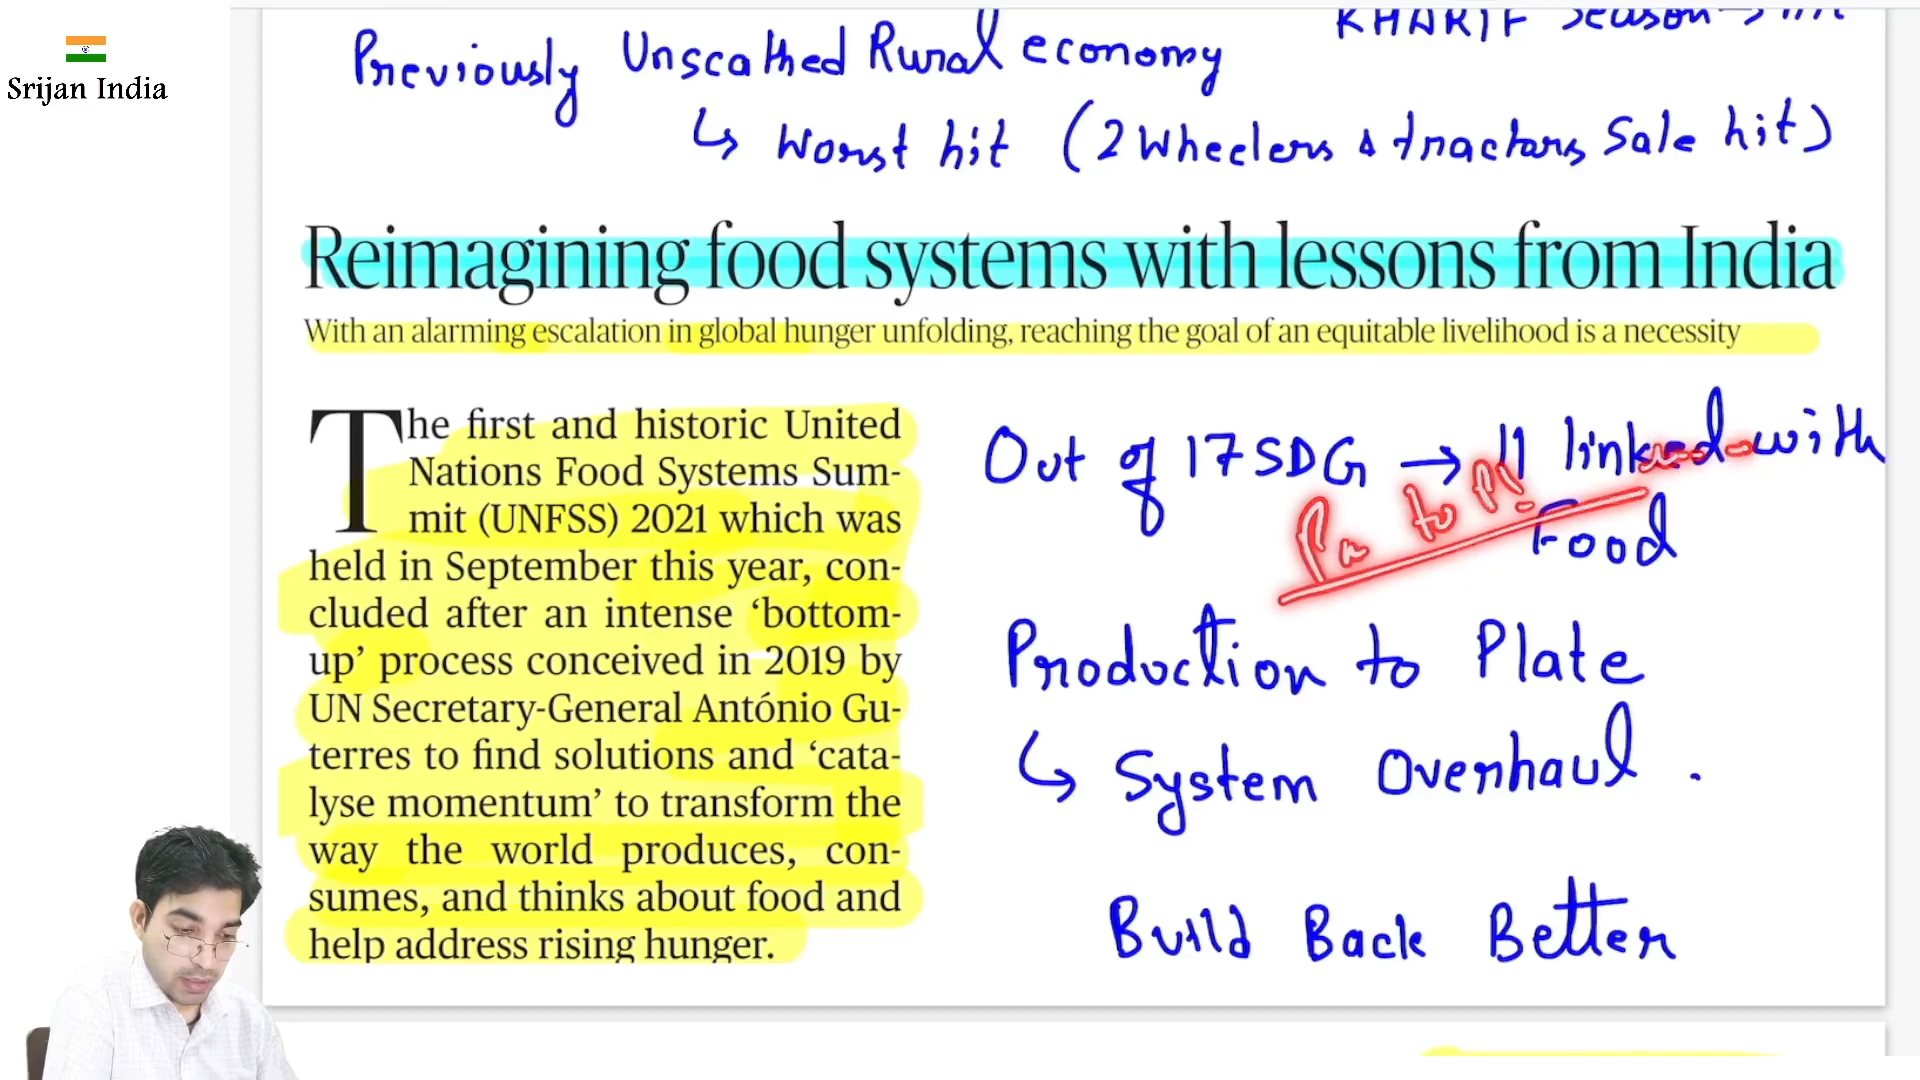 KHARIF Season
Previously Unscathed Rural economy
Srijan India
↳ Worst hit (2 Wheelers & tractors Sale hit)
Reimagining food systems with lessons from India
With an alarming escalation in global hunger unfolding, reaching the goal of an equitable livelihood is a necessity
The first and historic United
Nations Food Systems Sum-
mit (UNFSS) 2021 which was
held in September this year, con-
cluded after an intense ‘bottom-
up’ process conceived in 2019 by
UN Secretary-General António Gu-
terres to find solutions and ‘cata-
lyse momentum’ to transform the
way the world produces, con-
sumes, and thinks about food and
help address rising hunger.
Out of 17 SDG → 11 linked with
Food
to
Production to Plate
↳ System Overhaul .
Build Back Better